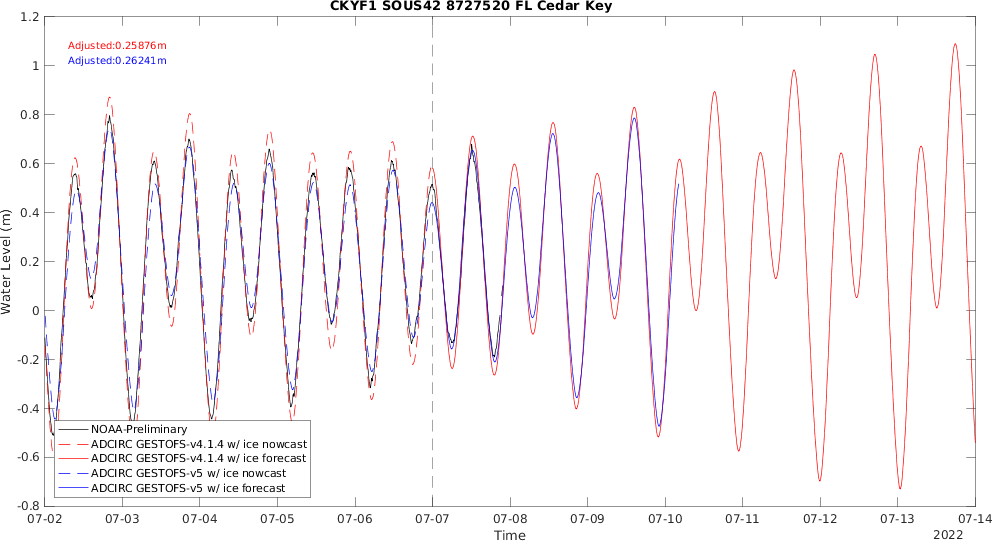 CKYF1 SOUS42 8727520 FL Cedar Key
Adjusted:0.25876m
Adjusted:0.26241m
Water Level (m)
1.2
1
0.8
0.6
0.4
0.2
0
-0.2
-0.4
-0.6
-0.8
NOAA-Preliminary
ADCIRC GESTOFS-v4.1.4 w/ ice nowcast
ADCIRC GESTOFS-v4.1.4 w/ ice forecast
ADCIRC GESTOFS-v5 w/ ice nowcast
ADCIRC GESTOFS-v5 w/ ice forecast
07-02 07-03 07-04 07-05 07-06 07-07 07-08 07-09 07-10 07-11 07-12 07-13 07-14
Time
2022